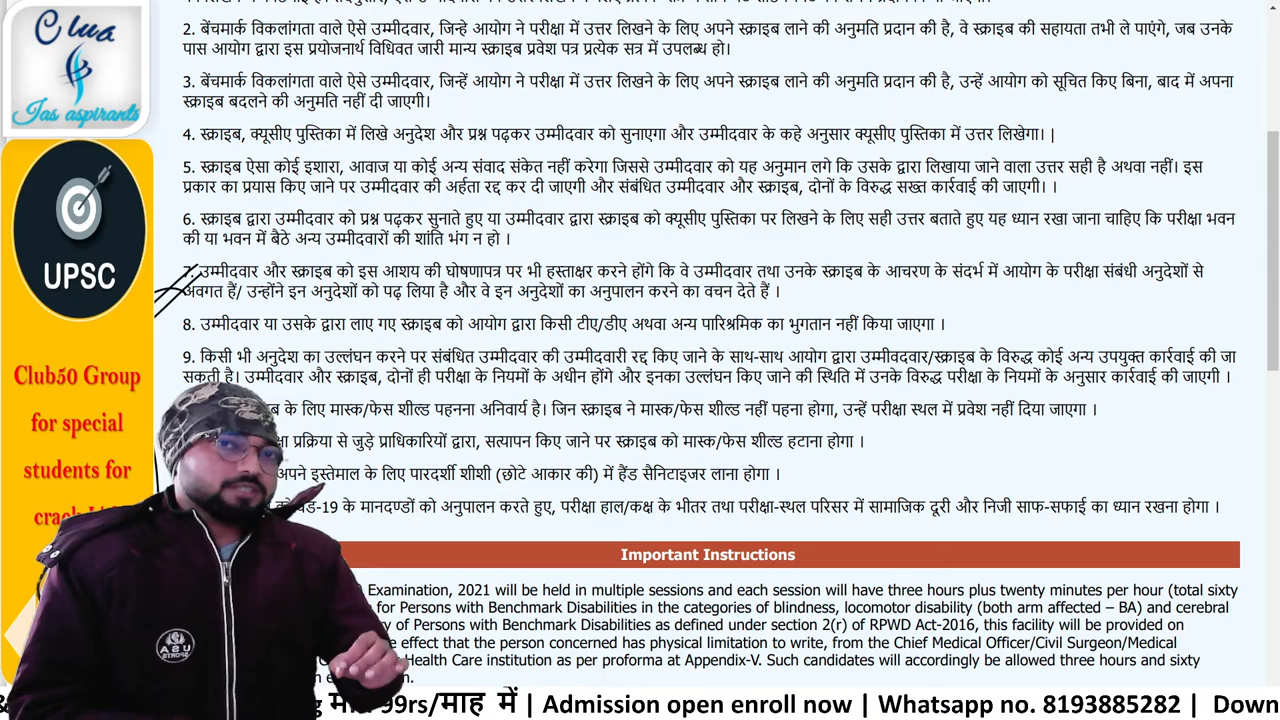 Clua
Ias aspirants
UPSC
Club50 Group
for special
students for
2. बेंचमार्क विकलांगता वाले ऐसे उम्मीदवार, जिन्हे आयोग ने परीक्षा में उत्तर लिखने के लिए अपने स्क्राइब लाने की अनुमति प्रदान की है, वे स्क्राइब की सहायता तभी ले पाएंगे, जब उनके
पास आयोग द्वारा इस प्रयोजनार्थ विधिवत जारी मान्य स्क्राइब प्रवेश पत्र प्रत्येक सत्र में उपलब्ध हो।
3. बेंचमार्क विकलांगता वाले ऐसे उम्मीदवार, जिन्हें आयोग ने परीक्षा में उत्तर लिखने के लिए अपने स्क्राइब लाने की अनुमति प्रदान की है, उन्हें आयोग को सूचित किए बिना, बाद में अपना
स्क्राइब बदलने की अनुमति नहीं दी जाएगी।
4. स्क्राइब, क्यूसीए पुस्तिका में लिखे अनुदेश और प्रश्न पढ़कर उम्मीदवार को सुनाएगा और उम्मीदवार के कहे अनुसार क्यूसीए पुस्तिका में उत्तर लिखेगा। |
5. स्क्राइब ऐसा कोई इशारा, आवाज या कोई अन्य संवाद संकेत नहीं करेगा जिससे उम्मीदवार को यह अनुमान लगे कि उसके द्वारा लिखाया जाने वाला उत्तर सही है अथवा नहीं। इस
प्रकार का प्रयास किए जाने पर उम्मीदवार की अर्हता रद्द कर दी जाएगी और संबंधित उम्मीदवार और स्क्राइब, दोनों के विरुद्ध सख्त कार्रवाई की जाएगी। ।
6. स्क्राइब द्वारा उम्मीदवार को प्रश्न पढ़कर सुनाते हुए या उम्मीदवार द्वारा स्क्राइब को क्यूसीए पुस्तिका पर लिखने के लिए सही उत्तर बताते हुए यह ध्यान रखा जाना चाहिए कि परीक्षा भवन
की या भवन में बैठे अन्य उम्मीदवारों की शांति भंग न हो ।
7. उम्मीदवार और स्क्राइब को इस आशय की घोषणापत्र पर भी हस्ताक्षर करने होंगे कि वे उम्मीदवार तथा उनके स्क्राइब के आचरण के संदर्भ में आयोग के परीक्षा संबंधी अनुदेशों से
अवगत हैं/ उन्होंने इन अनुदेशों को पढ़ लिया है और वे इन अनुदेशों का अनुपालन करने का वचन देते हैं ।
8. उम्मीदवार या उसके द्वारा लाए गए स्क्राइब को आयोग द्वारा किसी टीए/डीए अथवा अन्य पारिश्रमिक का भुगतान नहीं किया जाएगा ।
9. किसी भी अनुदेश का उल्लंघन करने पर संबंधित उम्मीदवार की उम्मीदवारी रद्द किए जाने के साथ-साथ आयोग द्वारा उम्मीवदवार/स्क्राइब के विरुद्ध कोई अन्य उपयुक्त कार्रवाई की जा
सकती है। उम्मीदवार और स्क्राइब, दोनों ही परीक्षा के नियमों के अधीन होंगे और इनका उल्लंघन किए जाने की स्थिति में उनके विरुद्ध परीक्षा के नियमों के अनुसार कार्रवाई की जाएगी ।
के लिए मास्क/फेस शील्ड पहनना अनिवार्य है। जिन स्क्राइब ने मास्क/फेस शील्ड नहीं पहना होगा, उन्हें परीक्षा स्थल में प्रवेश नहीं दिया जाएगा ।
प्रक्रिया से जुड़े प्राधिकारियों द्वारा, सत्यापन किए जाने पर स्क्राइब को मास्क/फेस शील्ड हटाना होगा ।
अपने इस्तेमाल के लिए पारदर्शी शीशी (छोटे आकार की) में हैंड सैनिटाइजर लाना होगा ।
-19 के मानदण्डों को अनुपालन करते हुए, परीक्षा हाल/कक्ष के भीतर तथा परीक्षा-स्थल परिसर में सामाजिक दूरी और निजी साफ-सफाई का ध्यान रखना होगा ।
Important Instructions
Examination, 2021 will be held in multiple sessions and each session will have three hours plus twenty minutes per hour (total sixty
for Persons with Benchmark Disabilities in the categories of blindness, locomotor disability (both arm affected – BA) and cerebral
of Persons with Benchmark Disabilities as defined under section 2(r) of RPWD Act-2016, this facility will be provided on
effect that the person concerned has physical limitation to write, from the Chief Medical Officer/Civil Surgeon/Medical
Health Care institution as per proforma at Appendix-V. Such candidates will accordingly be allowed three hours and sixty
USA
SPORTS
99rs/माह में | Admission open enroll now | Whatsapp no. 8193885282 | Down